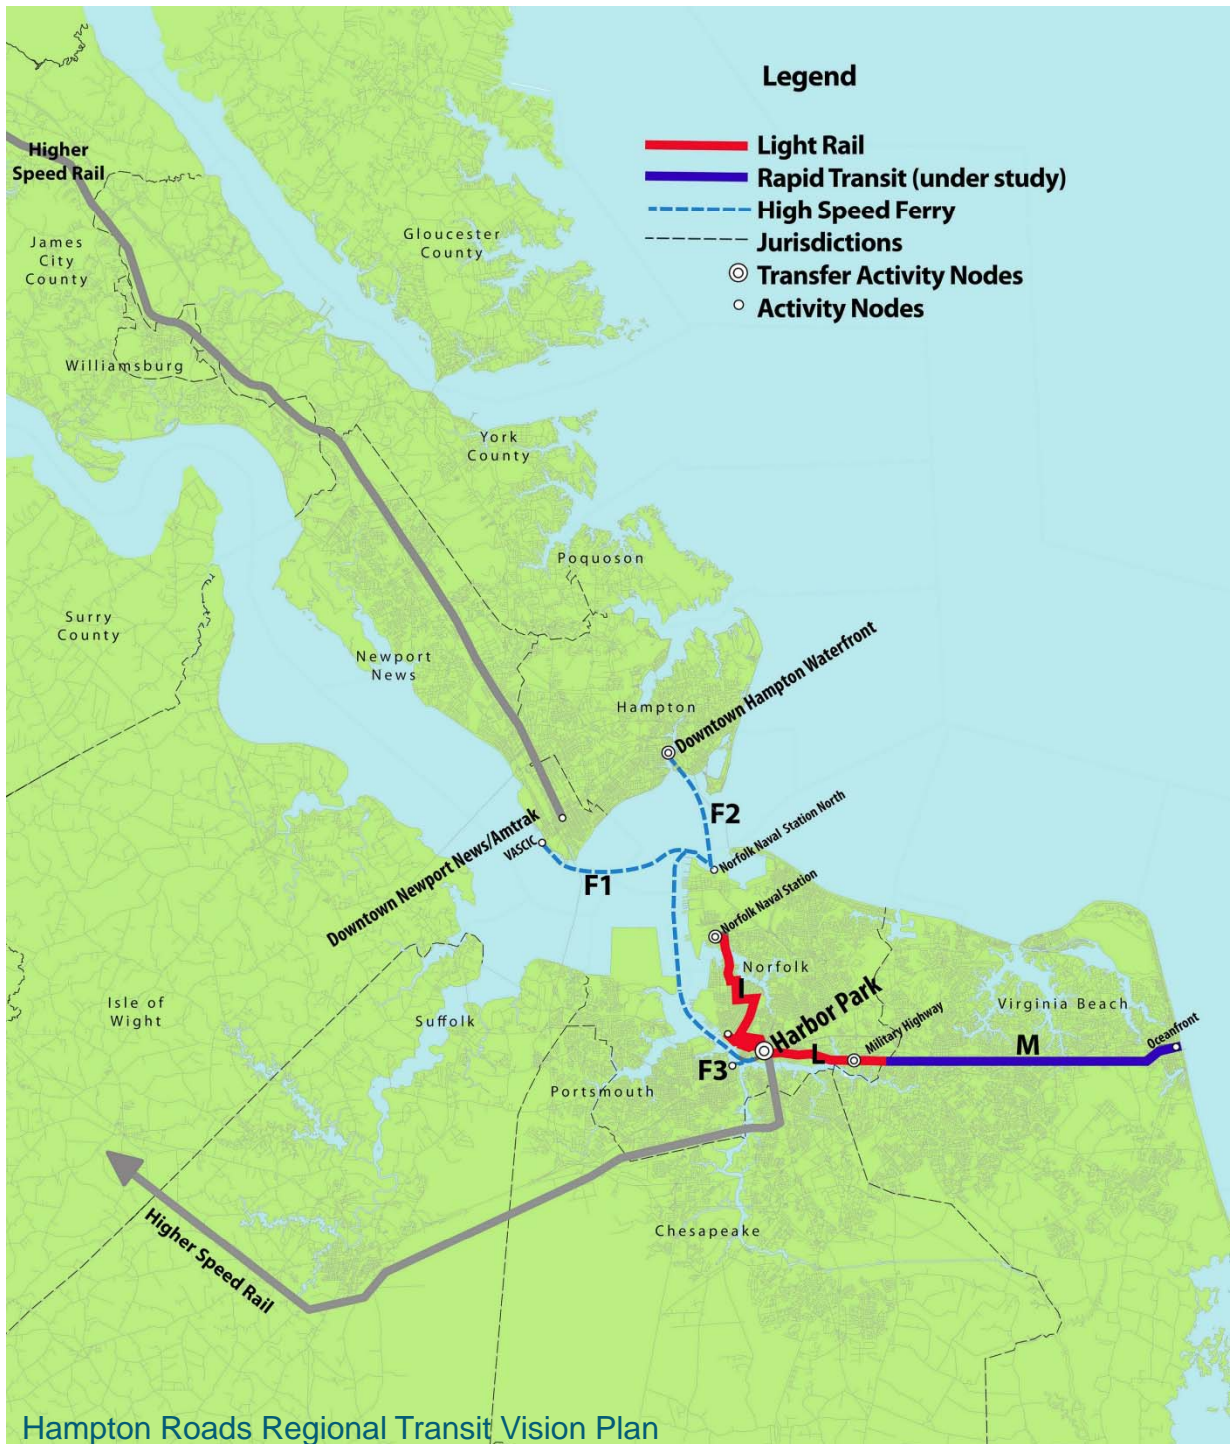 Legend
Light Rail
Rapid Transit (under study)
High Speed Ferry
Jurisdictions
Transfer Activity Nodes
Activity Nodes
Higher
Speed Rail
James
City
County
Gloucester
County
Williamsburg
York
County
Poquoson
Surry
County
Newport
News
Hampton
Downtown Hampton Waterfront
F2
Downtown Newport News/Amtrak
VASCIC
Norfolk Naval Station North
F1
Norfolk Naval Station
Norfolk
I
Isle of
Wight
Suffolk
Harbor Park
Virginia Beach
Military Highway
Oceanfront
L
M
F3
Portsmouth
Chesapeake
Higher Speed Rail
Hampton Roads Regional Transit Vision Plan